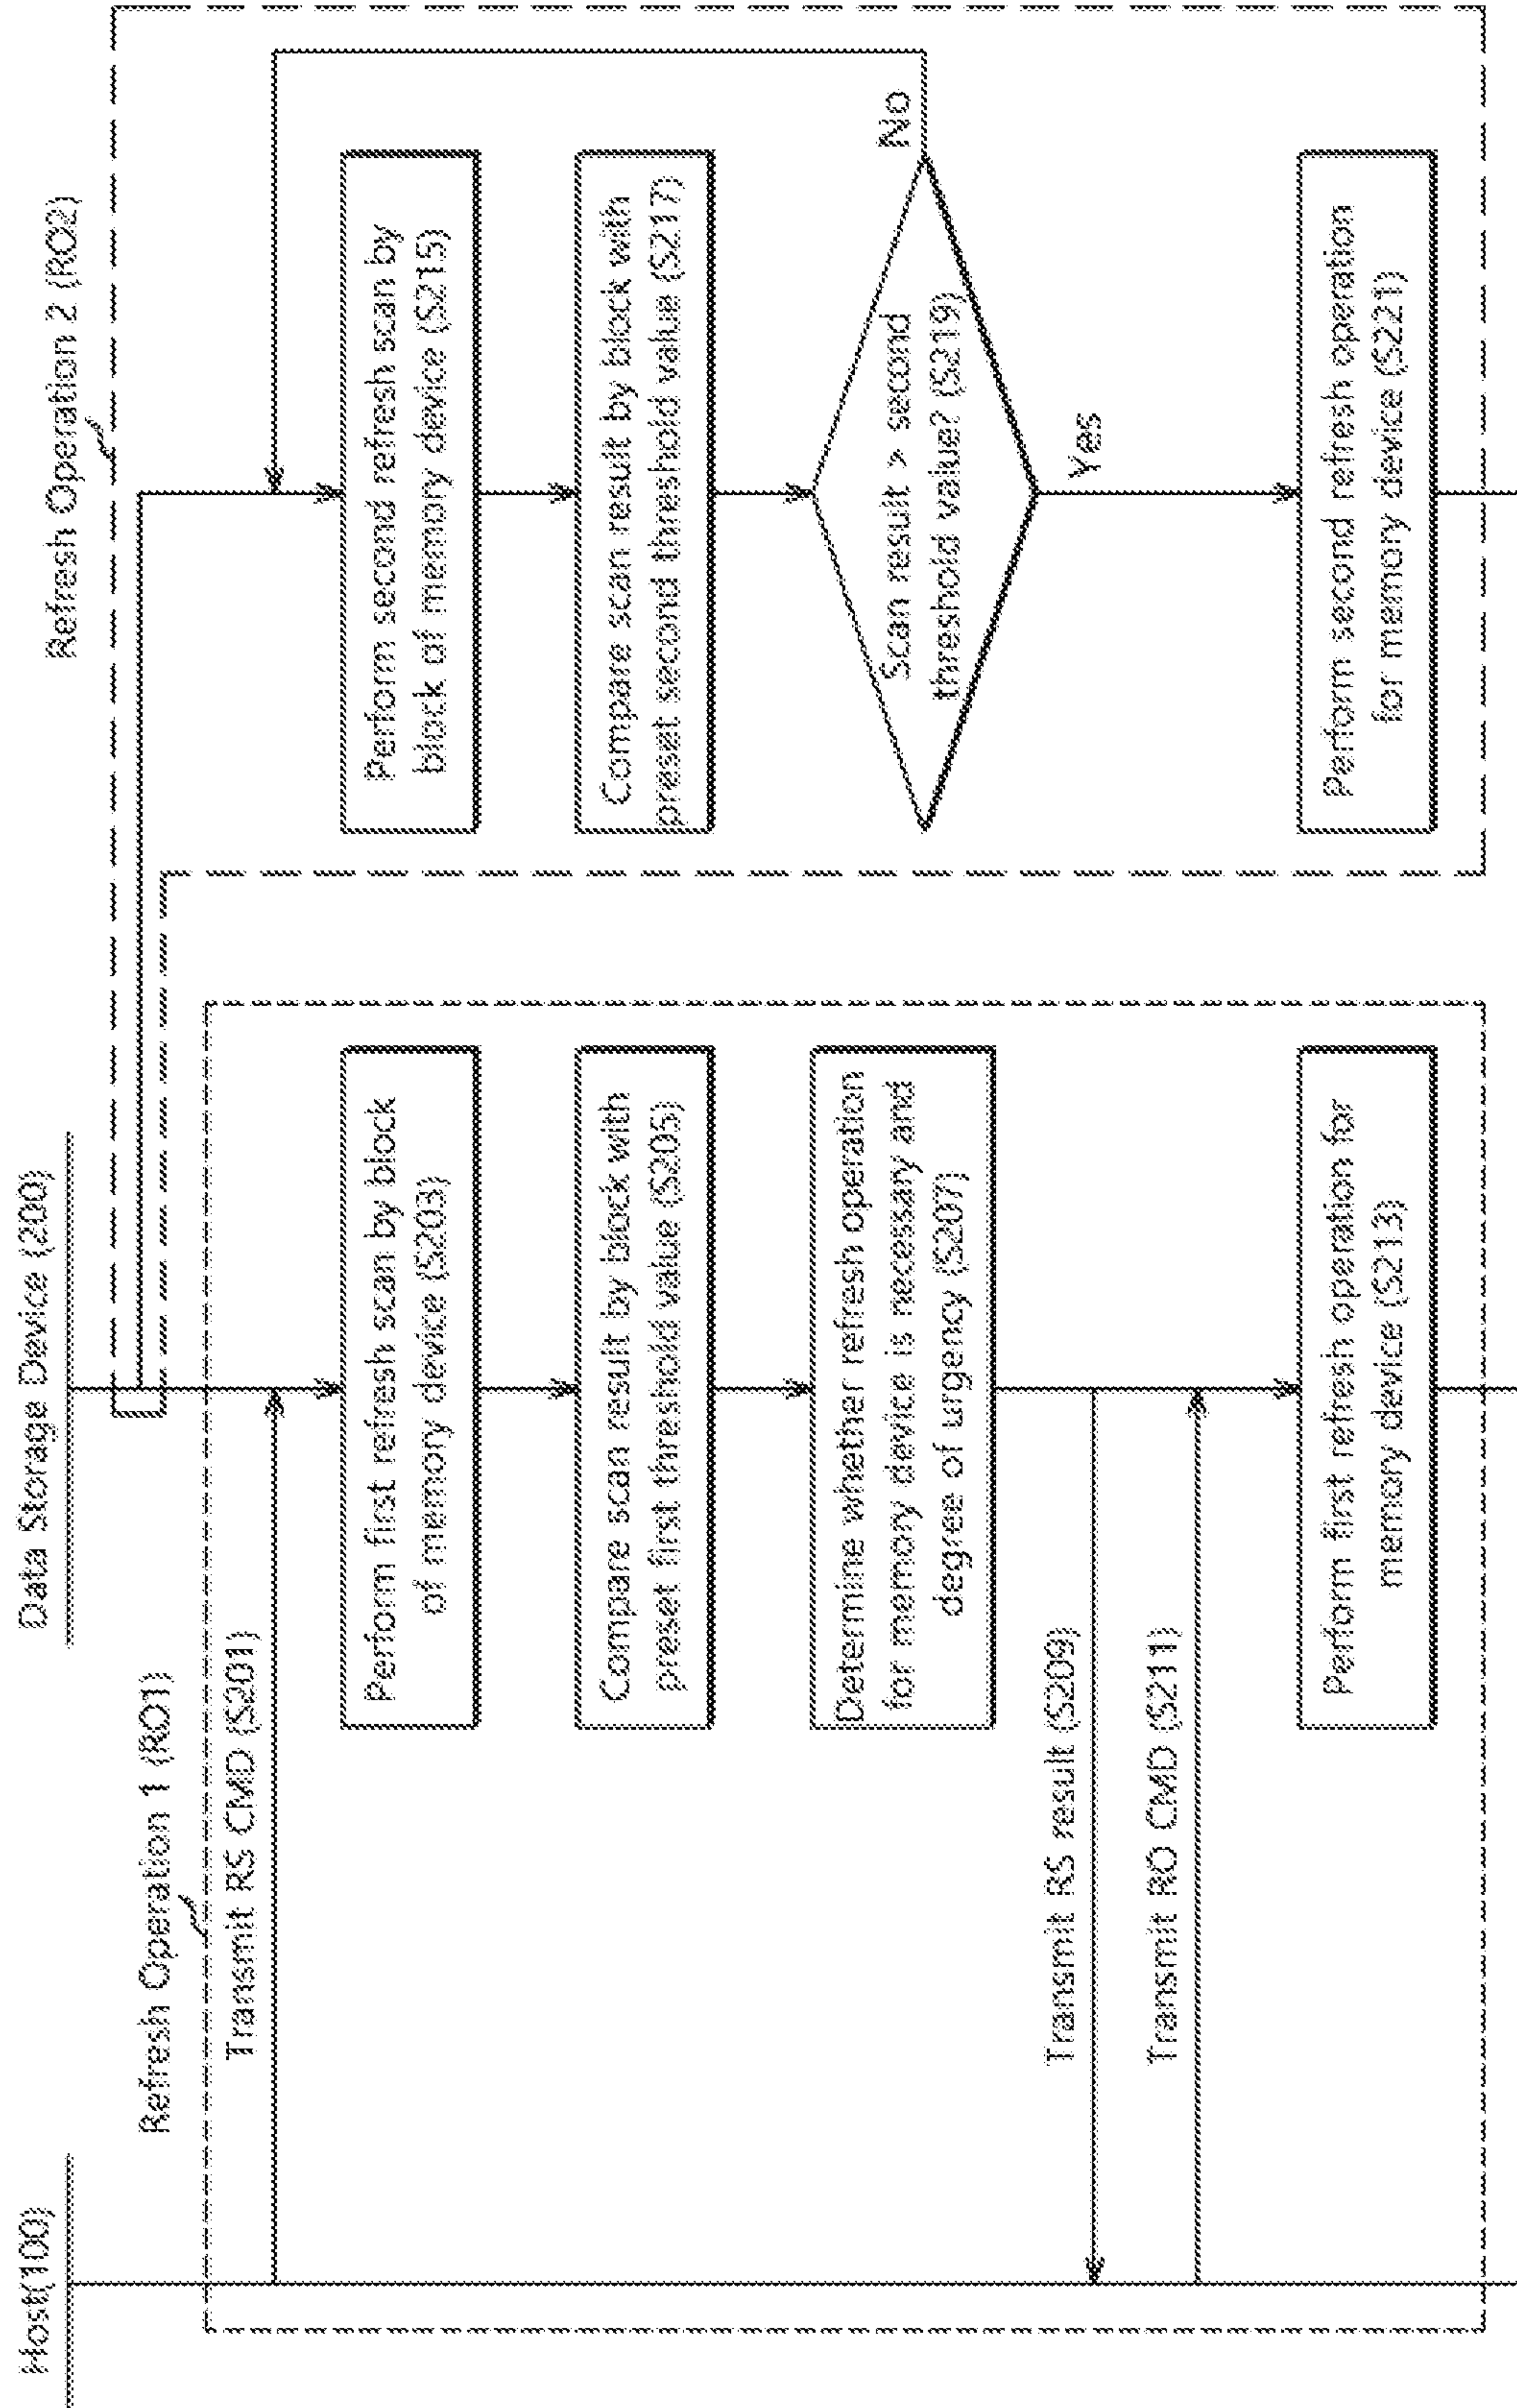 Host(100)
Data Storage Device (200)
Refresh Operation 1 (RO1)
Refresh Operation 2 (RO2)
Transmit RS CMD (S201)
Perform first refresh scan by block
of memory device (S203)
Compare scan result by block with
preset first threshold value (S205)
Determine whether refresh operation
for memory device is necessary and
degree of urgency (S207)
Transmit RS result (S209)
Transmit RO CMD (S211)
Perform first refresh operation for
memory device (S213)
Perform second refresh scan by
block of memory device (S215)
Compare scan result by block with
preset second threshold value (S217)
Scan result > second
threshold value? (S219)
No
Yes
Perform second refresh operation
for memory device (S221)